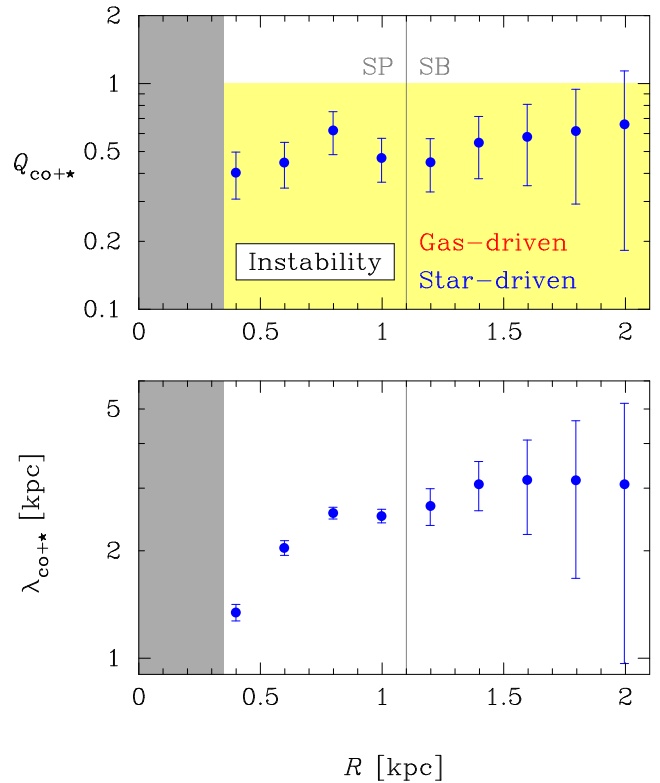 2
SP SB
1
Q_co+★
0.5
Gas-driven
Instability
0.2
Star-driven
0.1
0 0.5 1 1.5 2
5
λ_co+★ [kpc]
2
1
0 0.5 1 1.5 2
R [kpc]